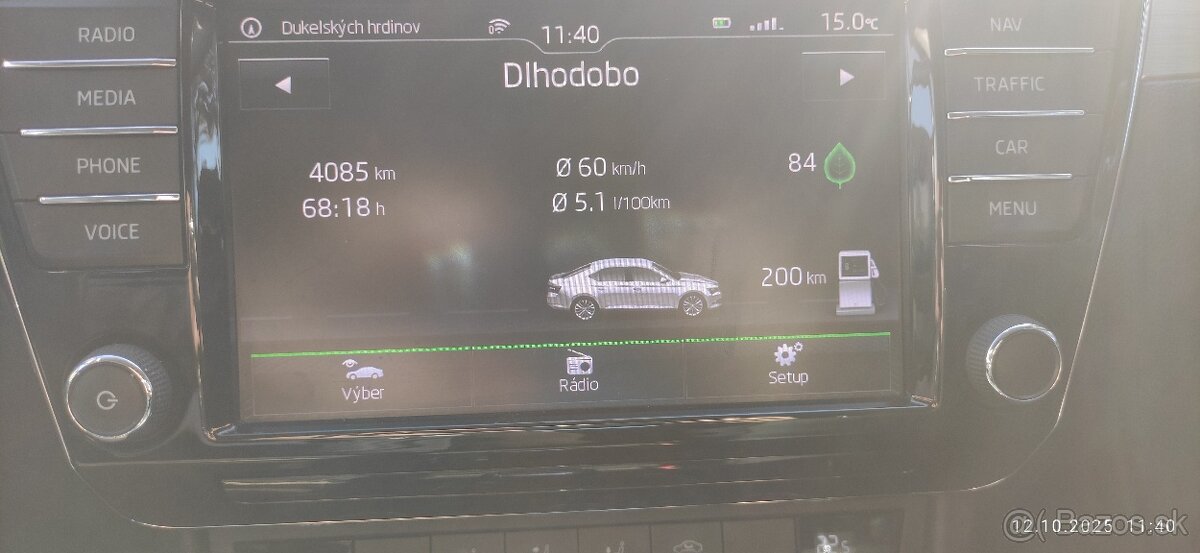 RADIO
MEDIA
PHONE
VOICE
Dukelských hrdinov
11:40
15.0°C
Dlhodobo
4085 km
68:18 h
Ø 60 km/h
Ø 5.1 l/100km
84
200 km
Výber
Rádio
Setup
NAV
TRAFFIC
CAR
MENU
Bazos.sk
12.10.2025 11:40